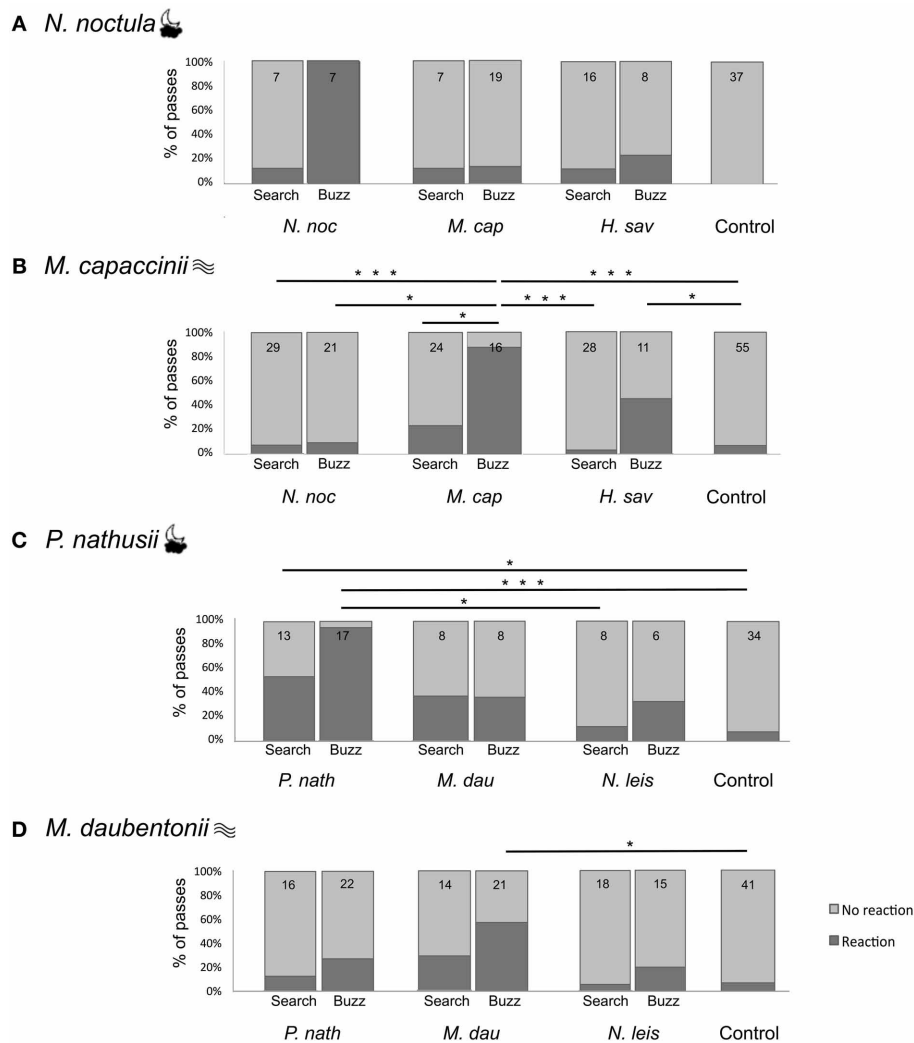 A N. noctula
100%
80%
60%
40%
20%
0%
% of passes
7 7 7 19 16 8 37
Search Buzz Search Buzz Search Buzz
N. noc M. cap H. sav Control
B M. capaccinii
* * * * * *
* * * * *
*
100%
80%
60%
40%
20%
0%
% of passes
29 21 24 16 28 11 55
Search Buzz Search Buzz Search Buzz
N. noc M. cap H. sav Control
C P. nathusii
*
* * *
*
100%
80%
60%
40%
20%
0%
% of passes
13 17 8 8 8 6 34
Search Buzz Search Buzz Search Buzz
P. nath M. dau N. leis Control
D M. daubentonii
*
100%
80%
60%
40%
20%
0%
% of passes
16 22 14 21 18 15 41
Search Buzz Search Buzz Search Buzz
P. nath M. dau N. leis Control
No reaction
Reaction